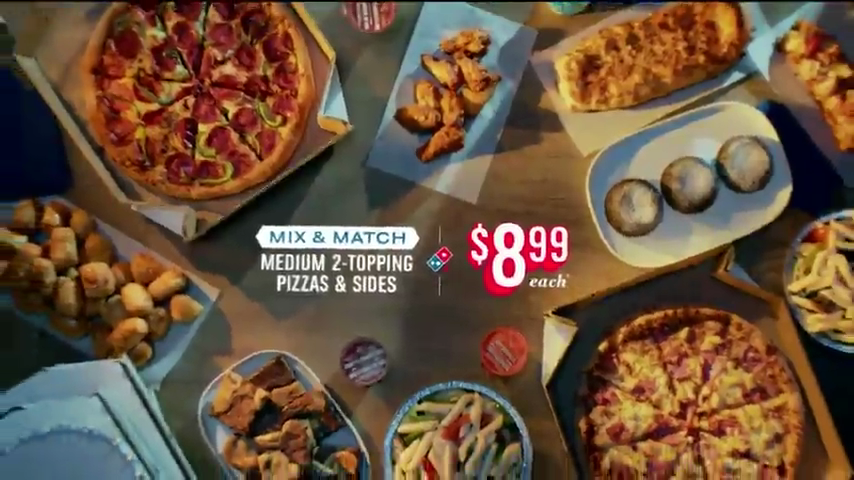 MIX & MATCH
MEDIUM 2-TOPPING
PIZZAS & SIDES
$8.99
each*